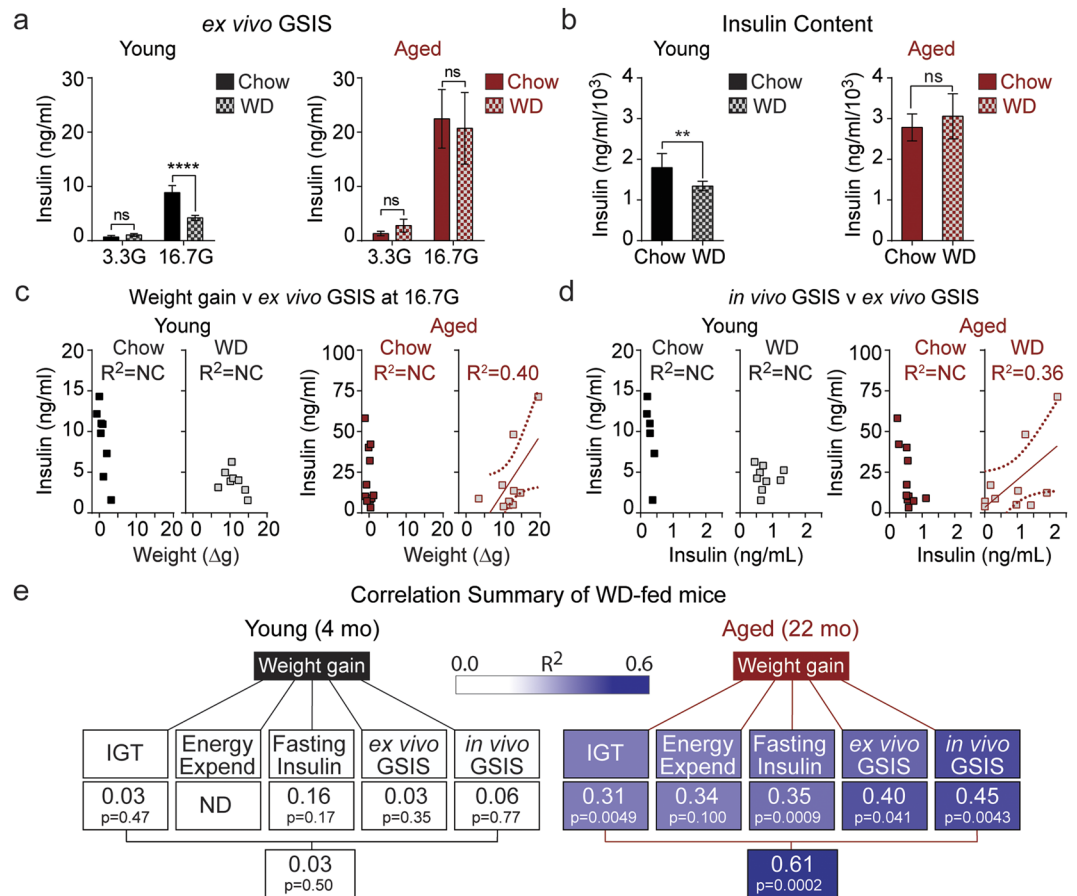 a
ex vivo GSIS
Young
Aged
Insulin (ng/ml)
30
20
10
0
ns
****
3.3G 16.7G
Chow
WD
Insulin (ng/ml)
30
20
10
0
ns
ns
3.3G 16.7G
Chow
WD
b
Insulin Content
Young
Aged
Insulin (ng/ml/10³)
4
3
2
1
0
**
Chow WD
Chow
WD
Insulin (ng/ml/10³)
4
3
2
1
0
ns
Chow WD
Chow
WD
c
Weight gain v ex vivo GSIS at 16.7G
Young
Aged
Chow WD
R²=NC R²=NC
Insulin (ng/ml)
20
15
10
5
0
0 10 20 0 10 20
Weight (Δg)
Chow
R²=NC R²=0.40
Insulin (ng/ml)
100
75
50
25
0
0 10 20 0 10 20
Weight (Δg)
d
in vivo GSIS v ex vivo GSIS
Young
Aged
Chow WD
R²=NC R²=NC
Insulin (ng/ml)
20
15
10
5
0
0 1 2 0 1 2
Insulin (ng/mL)
Chow WD
R²=NC R²=0.36
Insulin (ng/ml)
100
75
50
25
0
0 1 2 0 1 2
Insulin (ng/mL)
e
Correlation Summary of WD-fed mice
Young (4 mo)
Aged (22 mo)
0.0 R² 0.6
Weight gain
IGT
Energy
Expend
Fasting
Insulin
ex vivo
GSIS
in vivo
GSIS
0.03
p=0.47
ND
0.16
p=0.17
0.03
p=0.35
0.06
p=0.77
0.03
p=0.50
Weight gain
IGT
Energy
Expend
Fasting
Insulin
ex vivo
GSIS
in vivo
GSIS
0.31
p=0.0049
0.34
p=0.100
0.35
p=0.0009
0.40
p=0.041
0.45
p=0.0043
0.61
p=0.0002